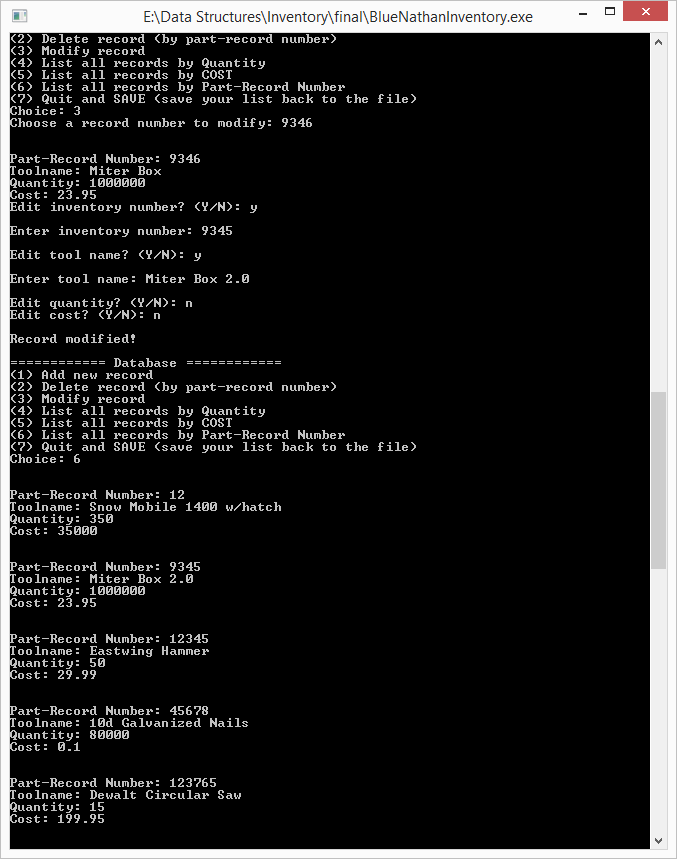 E:\Data Structures\Inventory\final\BlueNathanInventory.exe
(2) Delete record (by part-record number)
(3) Modify record
(4) List all records by Quantity
(5) List all records by COST
(6) List all records by Part-Record Number
(7) Quit and SAVE (save your list back to the file)
Choice: 3
Choose a record number to modify: 9346
Part-Record Number: 9346
Toolname: Miter Box
Quantity: 1000000
Cost: 23.95
Edit inventory number? (Y/N): y
Enter inventory number: 9345
Edit tool name? (Y/N): y
Enter tool name: Miter Box 2.0
Edit quantity? (Y/N): n
Edit cost? (Y/N): n
Record modified!
============ Database ============
(1) Add new record
(2) Delete record (by part-record number)
(3) Modify record
(4) List all records by Quantity
(5) List all records by COST
(6) List all records by Part-Record Number
(7) Quit and SAVE (save your list back to the file)
Choice: 6
Part-Record Number: 12
Toolname: Snow Mobile 1400 w/hatch
Quantity: 350
Cost: 35000
Part-Record Number: 9345
Toolname: Miter Box 2.0
Quantity: 1000000
Cost: 23.95
Part-Record Number: 12345
Toolname: Eastwing Hammer
Quantity: 50
Cost: 29.99
Part-Record Number: 45678
Toolname: 10d Galvanized Nails
Quantity: 80000
Cost: 0.1
Part-Record Number: 123765
Toolname: Dewalt Circular Saw
Quantity: 15
Cost: 199.95